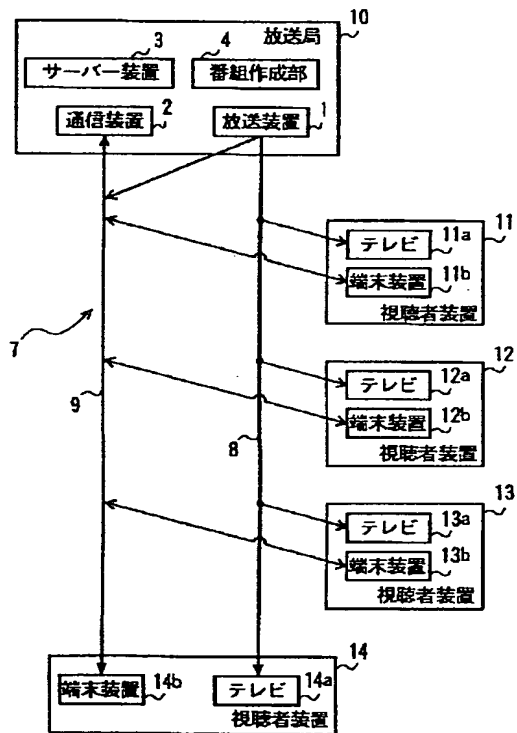 放送局
10
3
サーバー装置
4
番組作成部
2
通信装置
1
放送装置
11
テレビ
11a
端末装置
11b
視聴者装置
7
12
テレビ
12a
端末装置
12b
視聴者装置
9
8
13
テレビ
13a
端末装置
13b
視聴者装置
14
端末装置
14b
テレビ
14a
視聴者装置